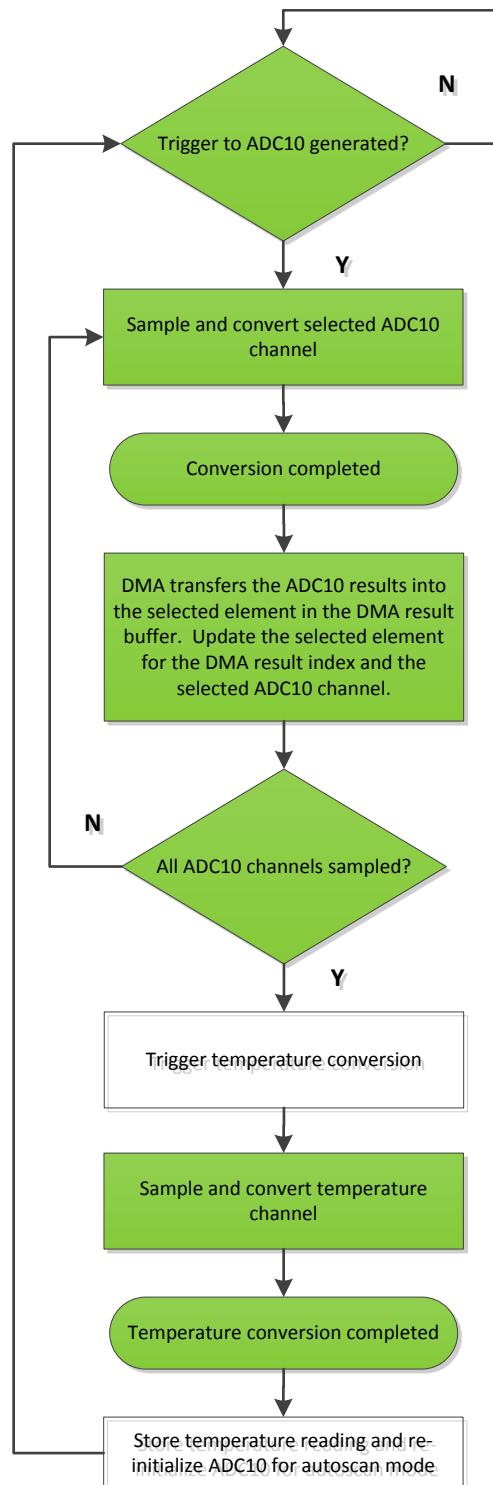 N
Trigger to ADC10 generated?
Y
Sample and convert selected ADC10
channel
Conversion completed
DMA transfers the ADC10 results into
the selected element in the DMA result
buffer.  Update the selected element
for the DMA result index and the
selected ADC10 channel.
N
All ADC10 channels sampled?
Y
Trigger temperature conversion
Sample and convert temperature
channel
Temperature conversion completed
Store temperature reading and re-
initialize ADC10 for autoscan mode